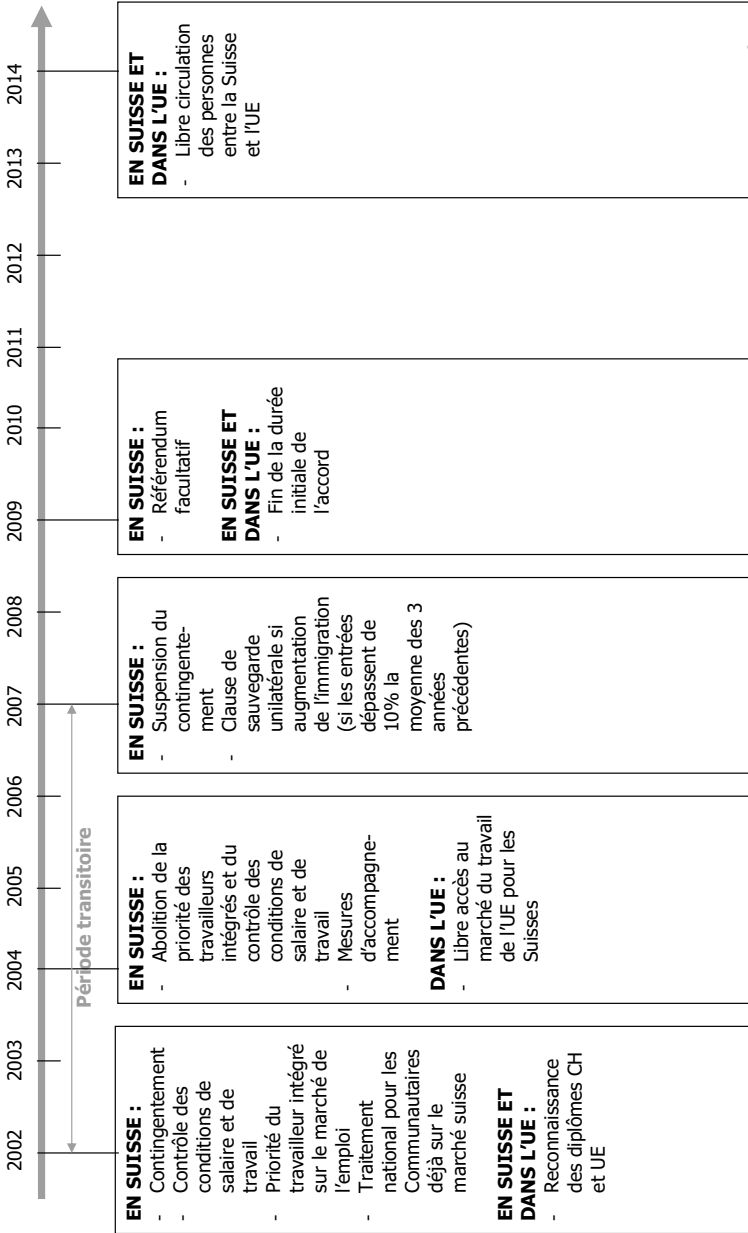 2002 2003 2004 2005 2006 2007 2008 2009 2010 2011 2012 2013 2014
Période transitoire
EN SUISSE :
- Contingentement
- Contrôle des
conditions de
salaire et de
travail
- Priorité du
travailleur intégré
sur le marché de
l'emploi
- Traitement
national pour les
Communautaires
déjà sur le
marché suisse
EN SUISSE ET
DANS L'UE :
- Reconnaissance
des diplômes CH
et UE
EN SUISSE :
- Abolition de la
priorité des
travailleurs
intégrés et du
contrôle des
conditions de
salaire et de
travail
- Mesures
d'accompagne-
ment
DANS L'UE :
- Libre accès au
marché du travail
de l'UE pour les
Suisses
EN SUISSE :
- Suspension du
contingente-
ment
- Clause de
sauvegarde
unilatérale si
augmentation
de l'immigration
(si les entrées
dépassent de
10% la
moyenne des 3
années
précédentes)
EN SUISSE :
- Référendum
facultatif
EN SUISSE ET
DANS L'UE :
- Fin de la durée
initiale de
l'accord
EN SUISSE ET
DANS L'UE :
- Libre circulation
des personnes
entre la Suisse
et l'UE